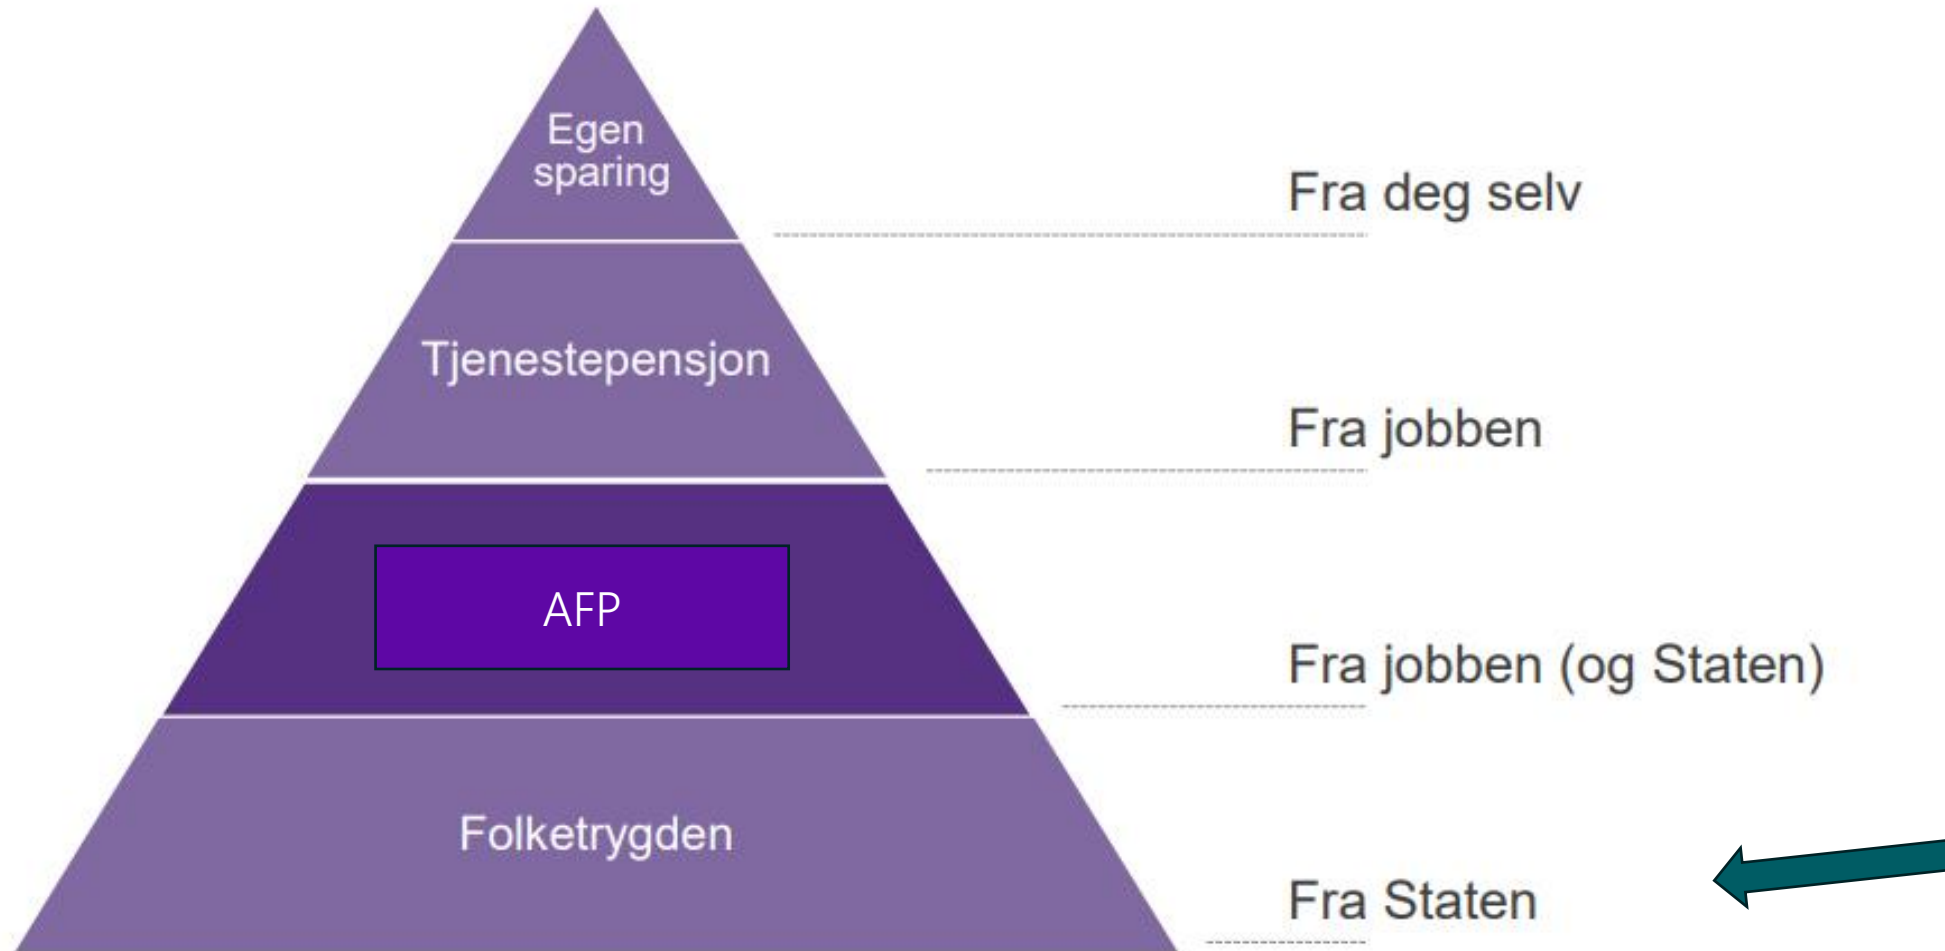 Egen
sparing
Fra deg selv
Tjenestepensjon
Fra jobben
AFP
Fra jobben (og Staten)
Folketrygden
Fra Staten